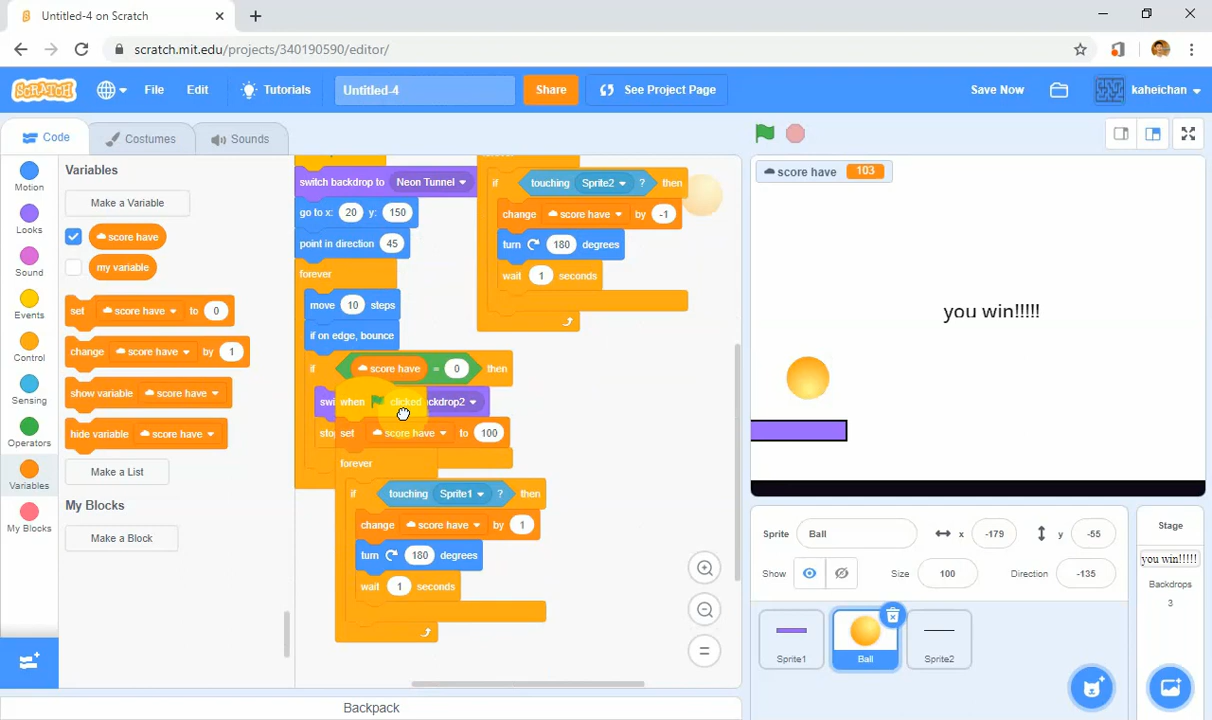 Untitled-4 on Scratch
scratch.mit.edu/projects/340190590/editor/
SCRATCH File Edit Tutorials Untitled-4 Share See Project Page Save Now kaheichan
Code Costumes Sounds
Motion
Looks
Sound
Events
Control
Sensing
Operators
Variables
My Blocks
Variables
Make a Variable
score have
my variable
set score have to 0
change score have by 1
show variable score have
hide variable score have
Make a List
My Blocks
Make a Block
switch backdrop to Neon Tunnel
go to x: 20 y: 150
point in direction 45
forever
move 10 steps
if on edge, bounce
if score have = 0 then
if touching Sprite2 ? then
change score have by -1
turn 180 degrees
wait 1 seconds
when clicked
set score have to 100
forever
if touching Sprite1 ? then
change score have by 1
turn 180 degrees
wait 1 seconds
Backpack
score have 103
you win!!!!!
Sprite Ball x -179 y -55
Show Size 100 Direction -135
Sprite1 Ball Sprite2
Stage
you win!!!!!
Backdrops
3